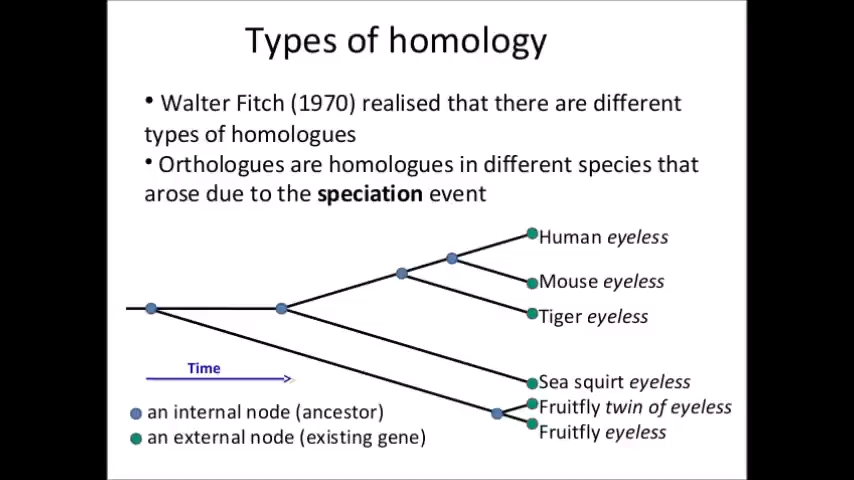 Types of homology
• Walter Fitch (1970) realised that there are different
types of homologues
• Orthologues are homologues in different species that
arose due to the speciation event
Human eyeless
Mouse eyeless
Tiger eyeless
Sea squirt eyeless
Fruitfly twin of eyeless
Fruitfly eyeless
Time
an internal node (ancestor)
an external node (existing gene)